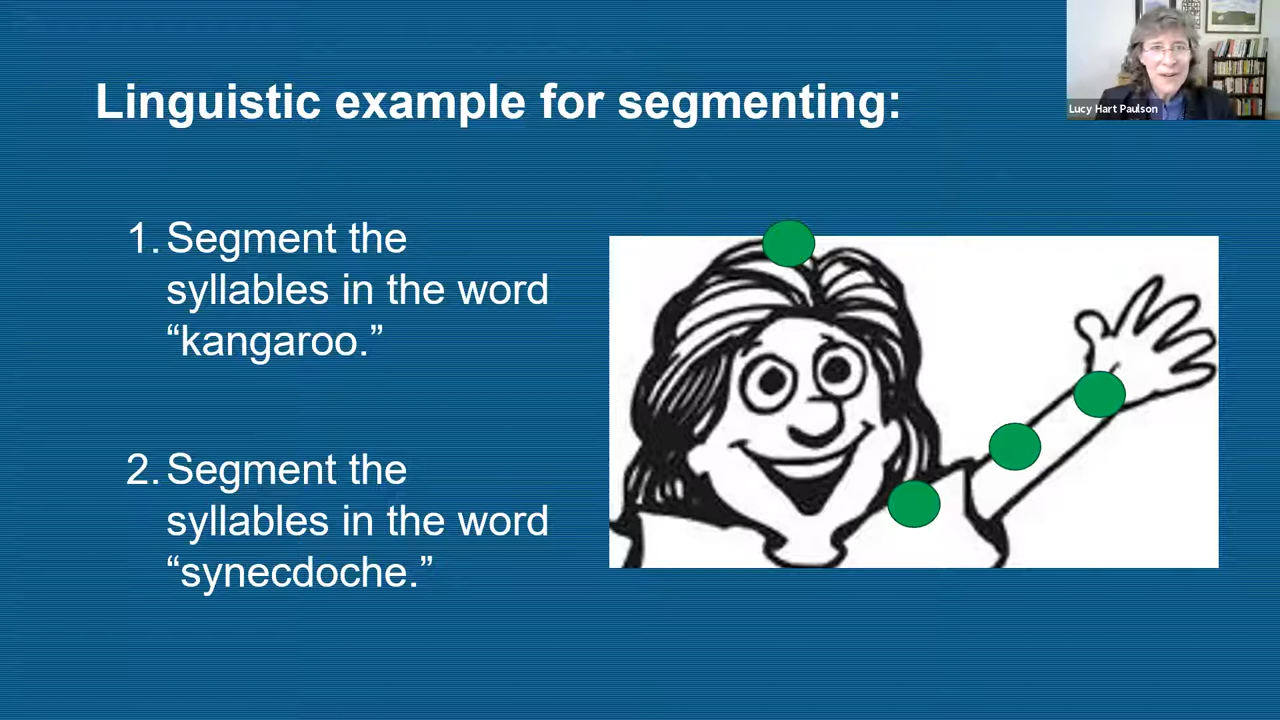 Lucy Hart Paulson
Linguistic example for segmenting:
1. Segment the
syllables in the word
“kangaroo.”
2. Segment the
syllables in the word
“synecdoche.”